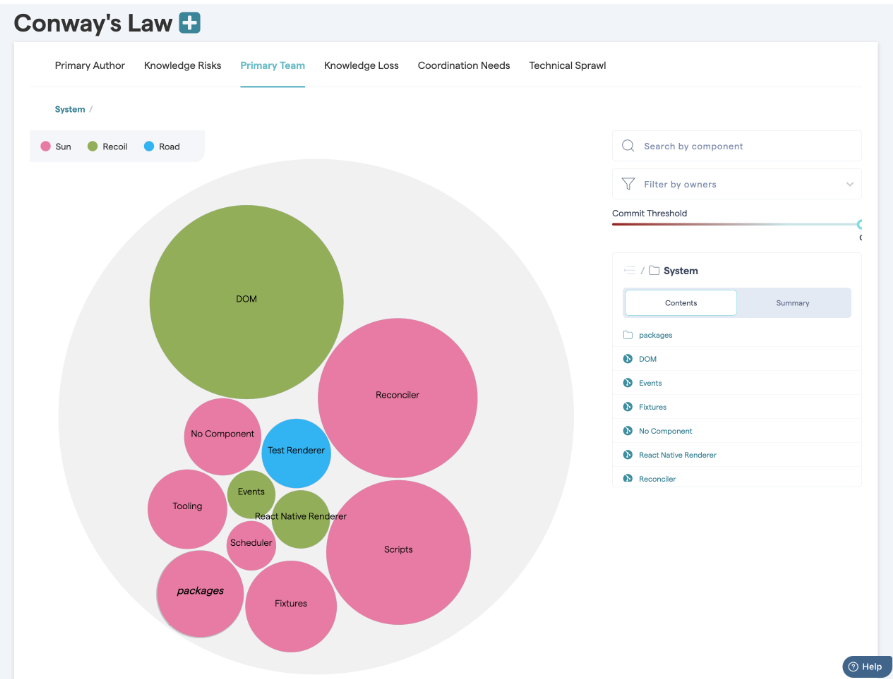 Conway's Law
Primary Author Knowledge Risks Primary Team Knowledge Loss Coordination Needs Technical Sprawl
System /
Sun Recoil Road
DOM
Reconciler
No Component
Test Renderer
Events
Tooling
React Native Renderer
Scheduler
Scripts
packages
Fixtures
Search by component
Filter by owners
Commit Threshold
/ System
Contents Summary
packages
DOM
Events
Fixtures
No Component
React Native Renderer
Reconciler
Help